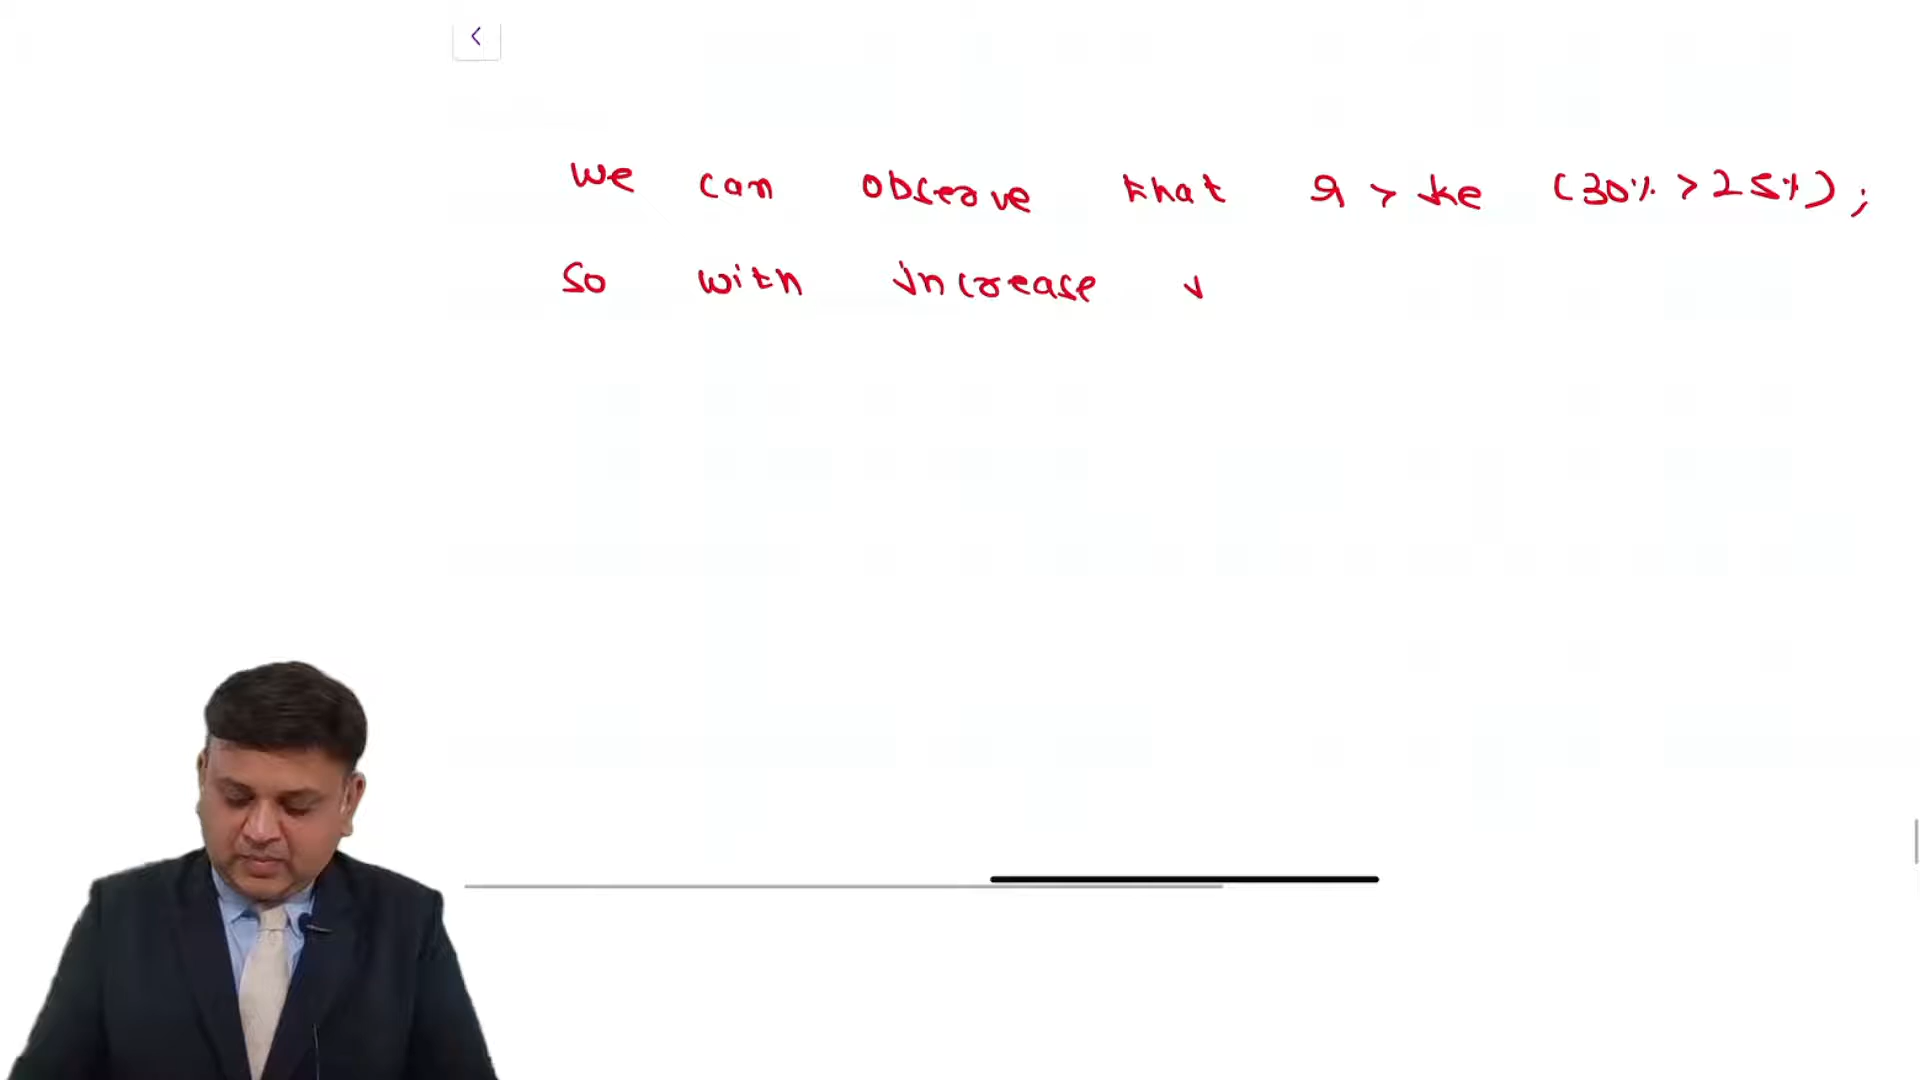 We can observe that r > ke (30% > 25%);
So with increase